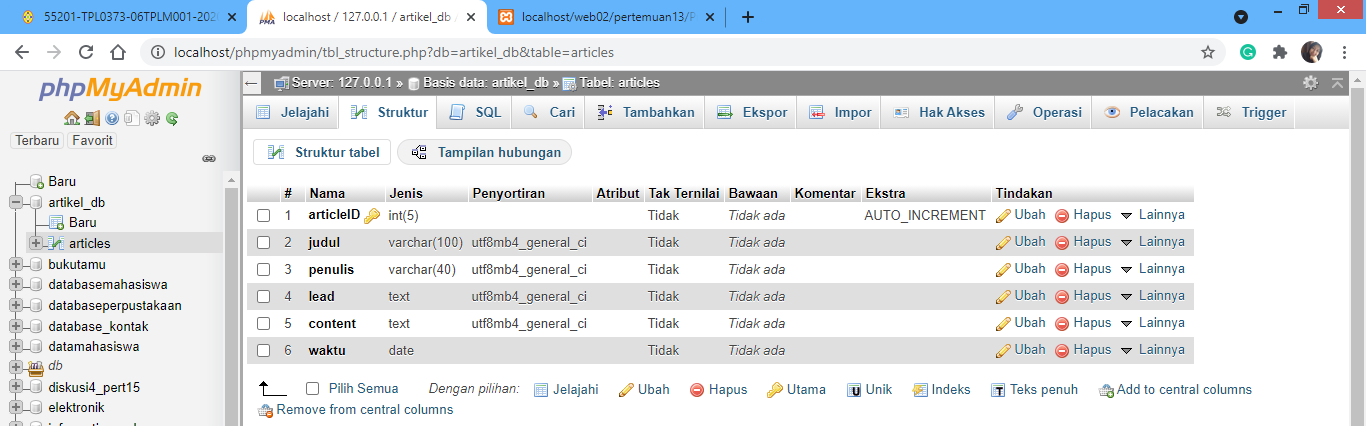 55201-TPL0373-06TPLM001-202
localhost / 127.0.0.1 / artikel_db
localhost/web02/pertemuan13/P
localhost/phpmyadmin/tbl_structure.php?db=artikel_db&table=articles
phpMyAdmin
Terbaru Favorit
Baru
artikel_db
Baru
articles
bukutamu
databasemahasiswa
databaseperpustakaan
database_kontak
datamahasiswa
db
diskusi4_pert15
elektronik
Server: 127.0.0.1 » Basis data: artikel_db » Tabel: articles
Jelajahi Struktur SQL Cari Tambahkan Ekspor Impor Hak Akses Operasi Pelacakan Trigger
Struktur tabel Tampilan hubungan
# Nama Jenis Penyortiran Atribut Tak Ternilai Bawaan Komentar Ekstra Tindakan
1 articleID int(5) Tidak Tidak ada AUTO_INCREMENT Ubah Hapus Lainnya
2 judul varchar(100) utf8mb4_general_ci Tidak Tidak ada Ubah Hapus Lainnya
3 penulis varchar(40) utf8mb4_general_ci Tidak Tidak ada Ubah Hapus Lainnya
4 lead text utf8mb4_general_ci Tidak Tidak ada Ubah Hapus Lainnya
5 content text utf8mb4_general_ci Tidak Tidak ada Ubah Hapus Lainnya
6 waktu date Tidak Tidak ada Ubah Hapus Lainnya
Pilih Semua Dengan pilihan: Jelajahi Ubah Hapus Utama Unik Indeks Teks penuh Add to central columns
Remove from central columns